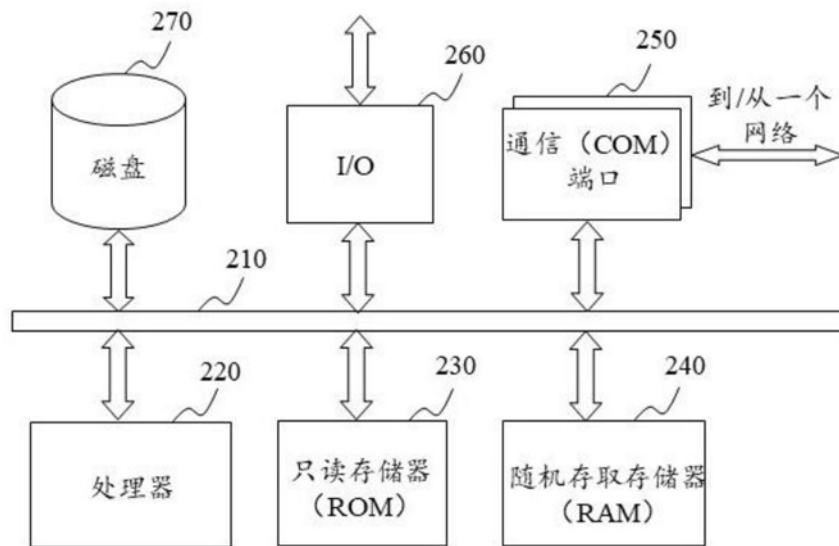 270
260
250
到/从一个
网络
磁盘
I/O
通信（COM）
端口
210
220
230
240
处理器
只读存储器
（ROM）
随机存取存储器
（RAM）